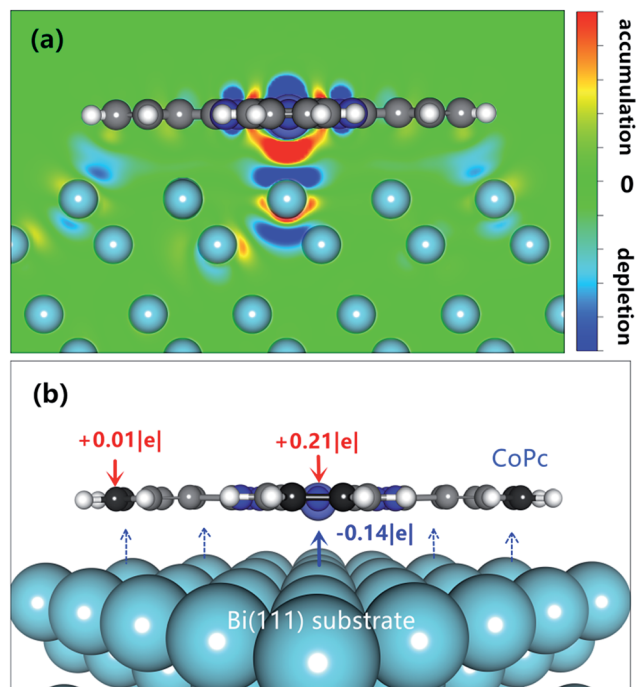 (a)
accumulation
0
depletion
(b)
+0.01|e|
+0.21|e|
CoPc
-0.14|e|
Bi(111) substrate